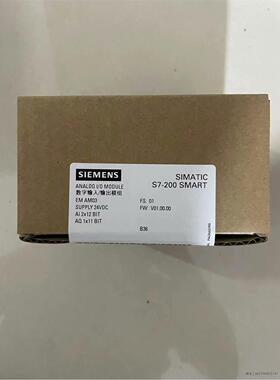 SIEMENS
SIMATIC
S7-200 SMART
ANALOG I/O MODULE
数字输入/输出模组
EM AM03
SUPPLY 24VDC
AI 2x12 BIT
AQ 1x11 BIT
FS: 01
FW: V01.00.00
B36